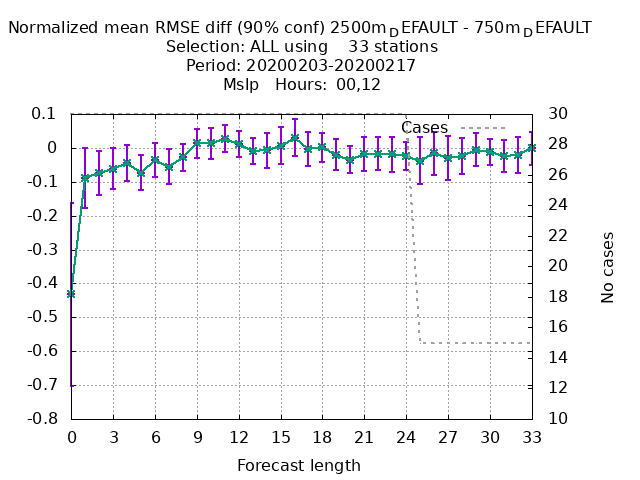 Normalized mean RMSE diff (90% conf) 2500m_DEFAULT - 750m_DEFAULT
Selection: ALL using    33 stations
Period: 20200203-20200217
Mslp   Hours: 00,12
Cases
0.1
0
-0.1
-0.2
-0.3
-0.4
-0.5
-0.6
-0.7
-0.8
30
28
26
24
22
20
18
16
14
12
10
No cases
0 3 6 9 12 15 18 21 24 27 30 33
Forecast length